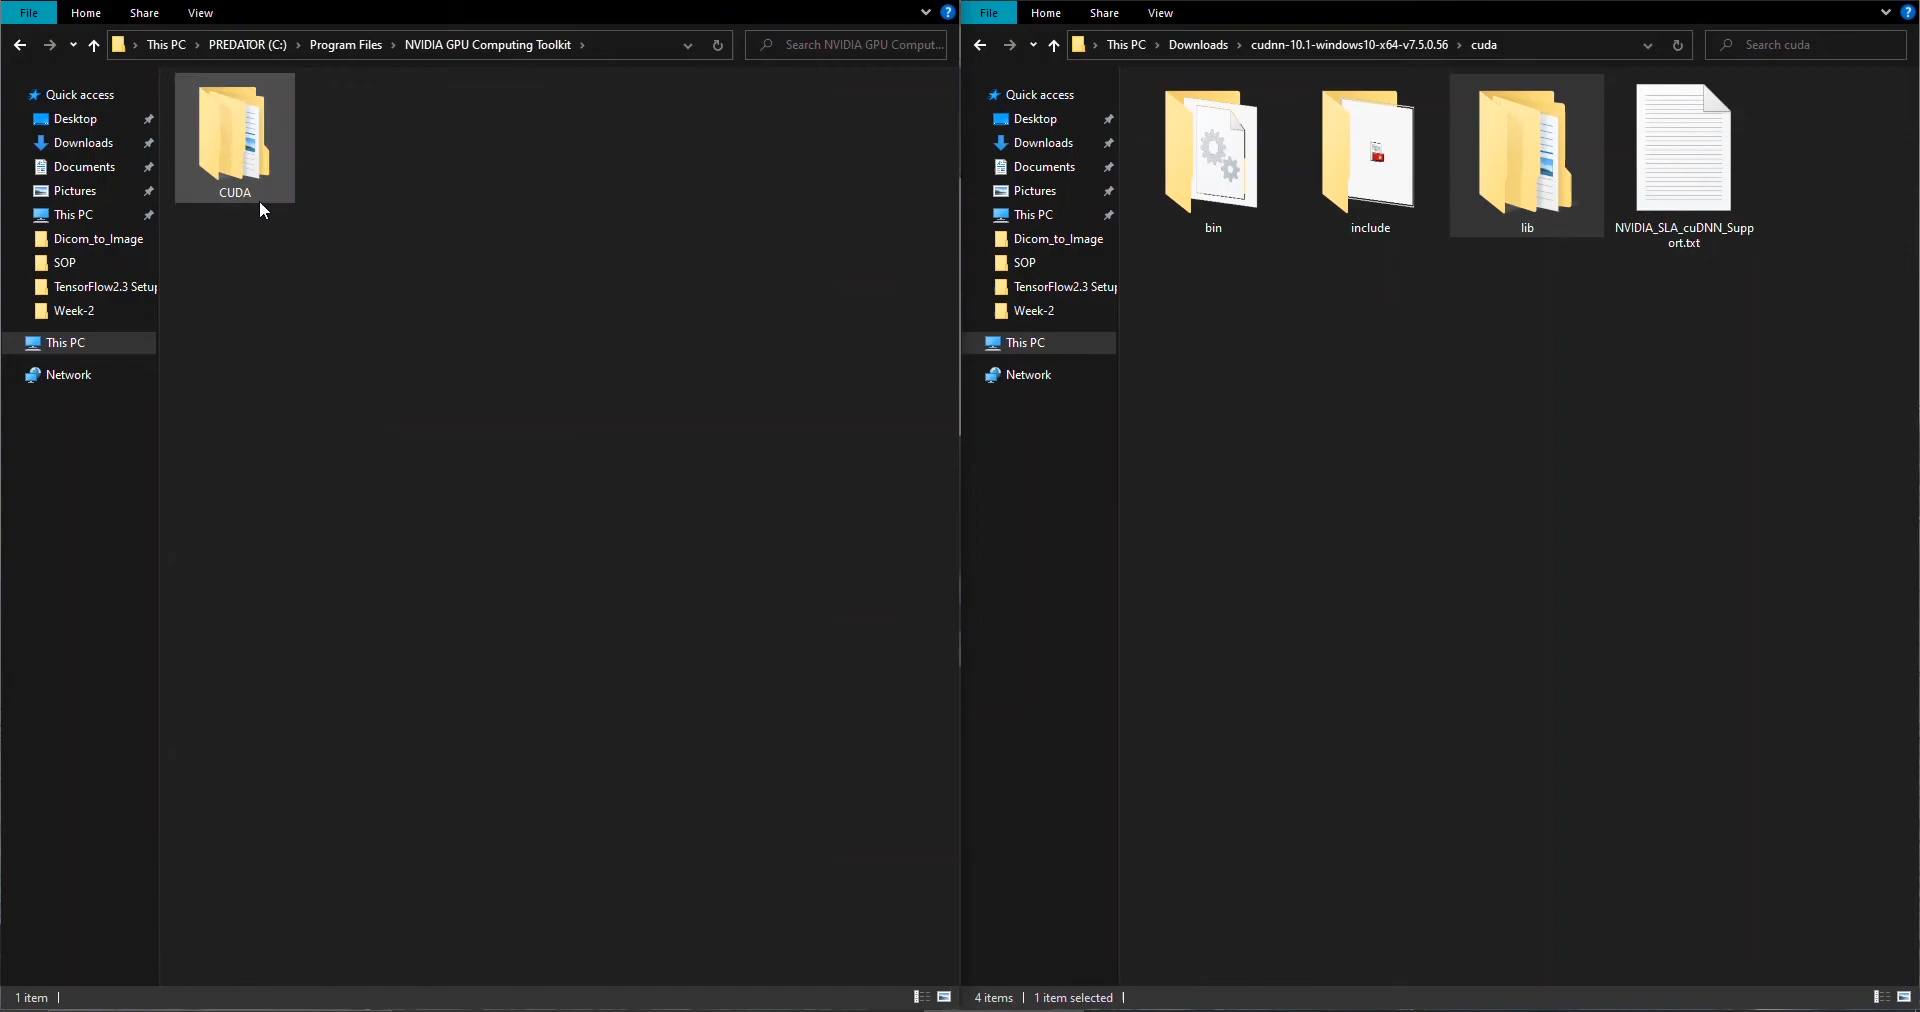 File Home Share View
This PC PREDATOR (C:) Program Files NVIDIA GPU Computing Toolkit
Search NVIDIA GPU Comput...
Quick access
Desktop
Downloads
Documents
Pictures
This PC
Dicom_to_Image
SOP
TensorFlow2.3 Setup
Week-2
This PC
Network
CUDA
1 item
File Home Share View
This PC Downloads cudnn-10.1-windows10-x64-v7.5.0.56 cuda
Search cuda
Quick access
Desktop
Downloads
Documents
Pictures
This PC
Dicom_to_Image
SOP
TensorFlow2.3 Setup
Week-2
This PC
Network
bin
include
lib
NVIDIA_SLA_cuDNN_Supp
ort.txt
4 items 1 item selected